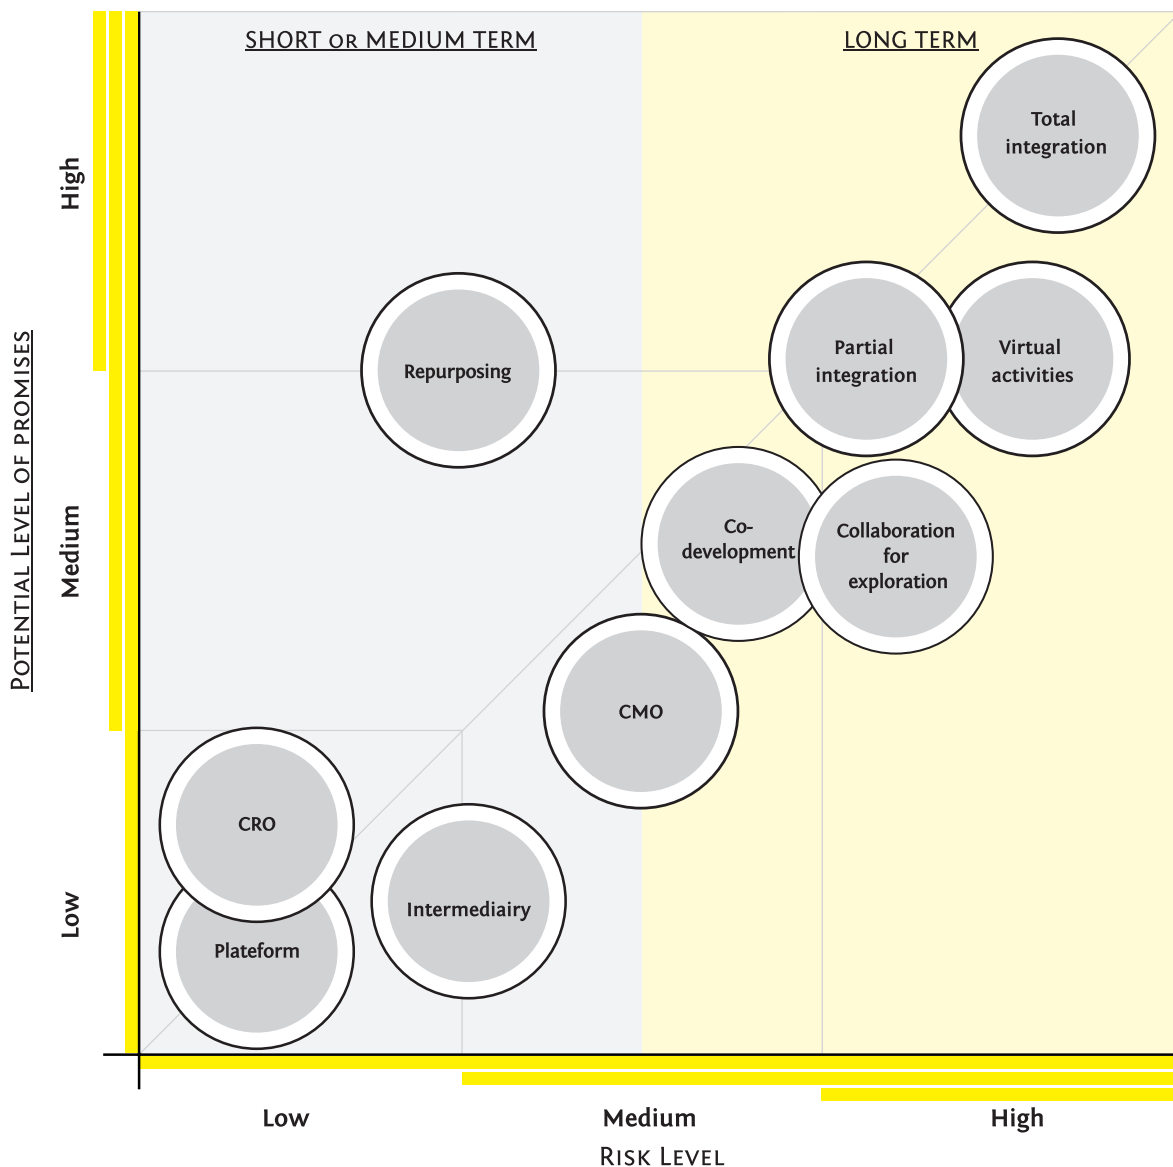 SHORT OR MEDIUM TERM
LONG TERM
Total
integration
High
Repurposing
Partial
integration
Virtual
activities
POTENTIAL LEVEL OF PROMISES
Medium
Co-
development
Collaboration
for
exploration
CMO
CRO
Low
Intermediairy
Plateform
Low
Medium
High
RISK LEVEL